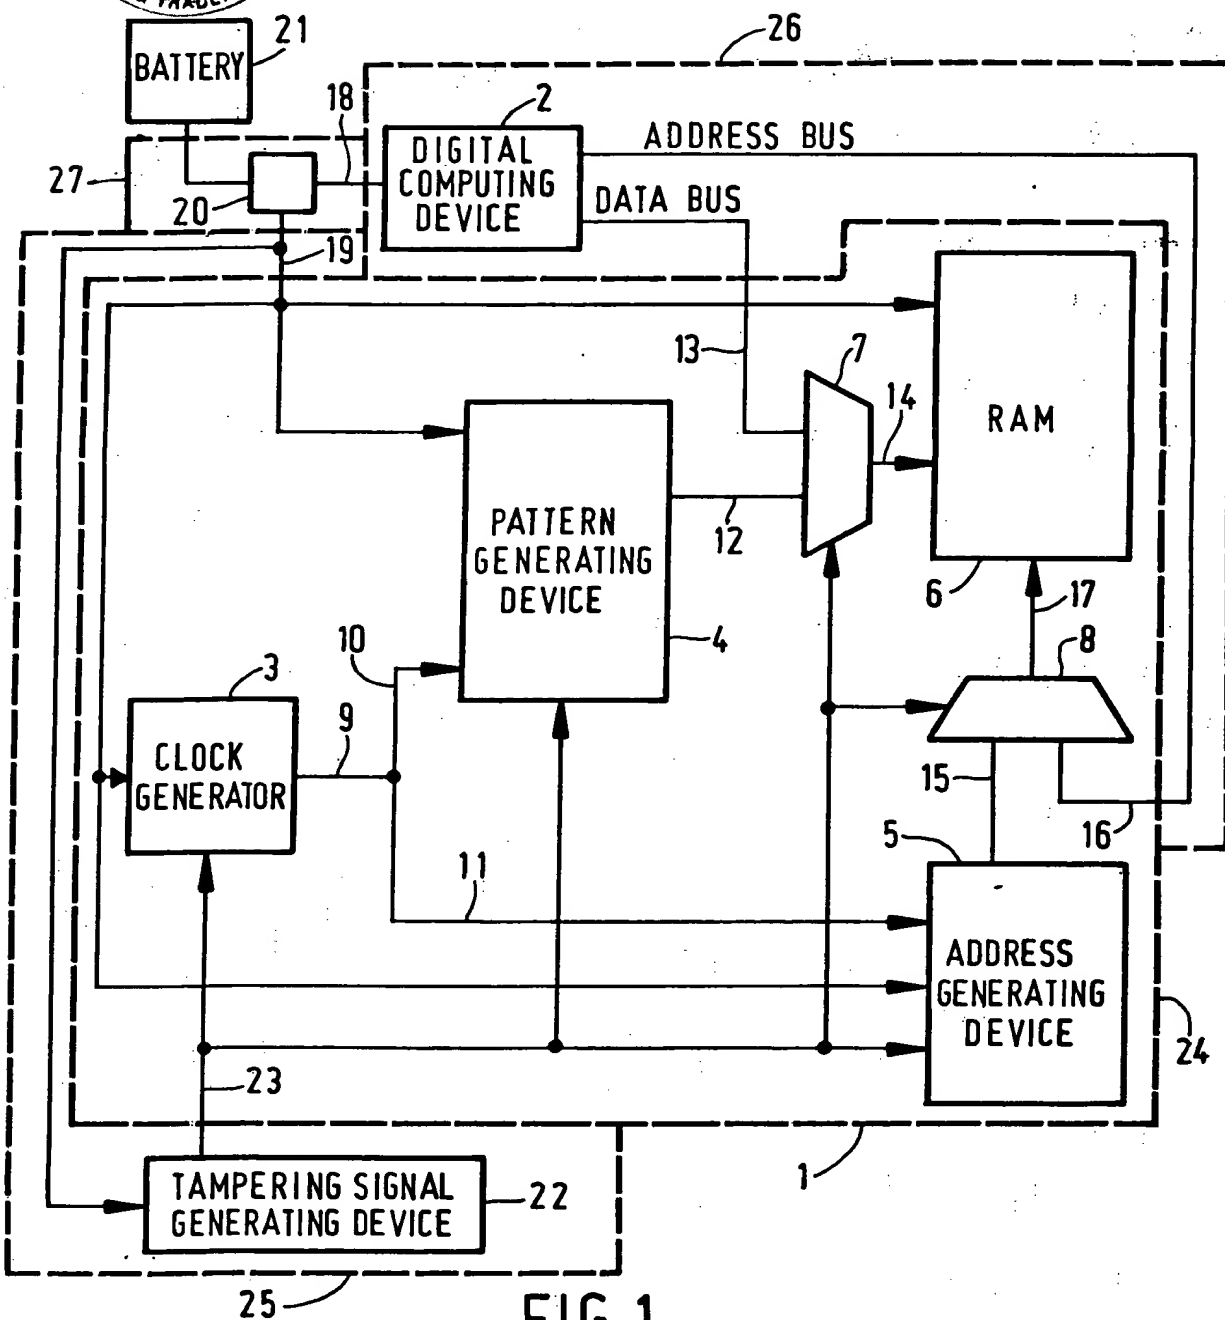 21
BATTERY
26
18
2
DIGITAL
COMPUTING
DEVICE
ADDRESS BUS
DATA BUS
27
20
19
13
7
14
RAM
6
17
PATTERN
GENERATING
DEVICE
12
4
10
3
9
CLOCK
GENERATOR
8
15
16
5
11
ADDRESS
GENERATING
DEVICE
24
23
1
TAMPERING SIGNAL
GENERATING DEVICE
22
25
FIG. 1